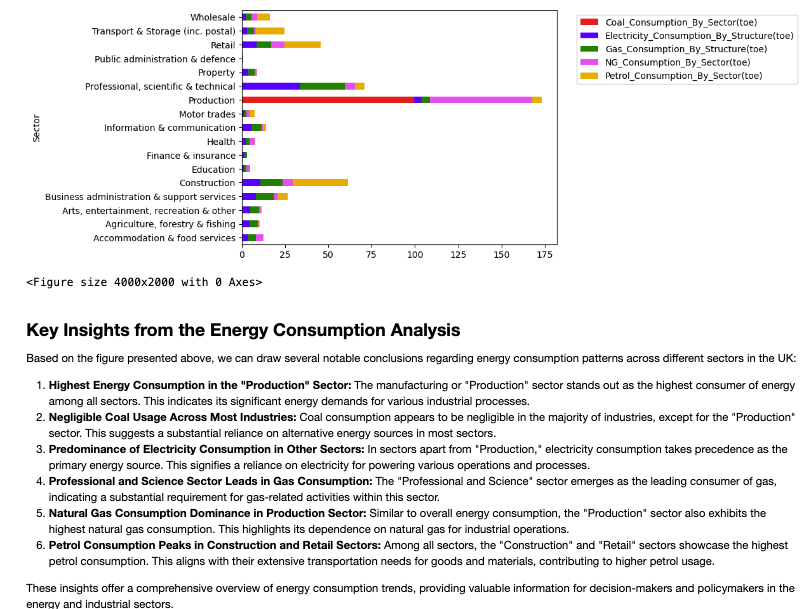 Wholesale
Transport & Storage (inc. postal)
Retail
Public administration & defence
Property
Professional, scientific & technical
Production
Motor trades
Information & communication
Health
Finance & insurance
Education
Construction
Business administration & support services
Arts, entertainment, recreation & other
Agriculture, forestry & fishing
Accommodation & food services
Sector
0 25 50 75 100 125 150 175
Coal_Consumption_By_Sector(toe)
Electricity_Consumption_By_Structure(toe)
Gas_Consumption_By_Structure(toe)
NG_Consumption_By_Sector(toe)
Petrol_Consumption_By_Sector(toe)
<Figure size 4000x2000 with 0 Axes>
Key Insights from the Energy Consumption Analysis
Based on the figure presented above, we can draw several notable conclusions regarding energy consumption patterns across different sectors in the UK:
1. Highest Energy Consumption in the "Production" Sector: The manufacturing or "Production" sector stands out as the highest consumer of energy
among all sectors. This indicates its significant energy demands for various industrial processes.
2. Negligible Coal Usage Across Most Industries: Coal consumption appears to be negligible in the majority of industries, except for the "Production"
sector. This suggests a substantial reliance on alternative energy sources in most sectors.
3. Predominance of Electricity Consumption in Other Sectors: In sectors apart from "Production," electricity consumption takes precedence as the
primary energy source. This signifies a reliance on electricity for powering various operations and processes.
4. Professional and Science Sector Leads in Gas Consumption: The "Professional and Science" sector emerges as the leading consumer of gas,
indicating a substantial requirement for gas-related activities within this sector.
5. Natural Gas Consumption Dominance in Production Sector: Similar to overall energy consumption, the "Production" sector also exhibits the
highest natural gas consumption. This highlights its dependence on natural gas for industrial operations.
6. Petrol Consumption Peaks in Construction and Retail Sectors: Among all sectors, the "Construction" and "Retail" sectors showcase the highest
petrol consumption. This aligns with their extensive transportation needs for goods and materials, contributing to higher petrol usage.
These insights offer a comprehensive overview of energy consumption trends, providing valuable information for decision-makers and policymakers in the
energy and industrial sectors.